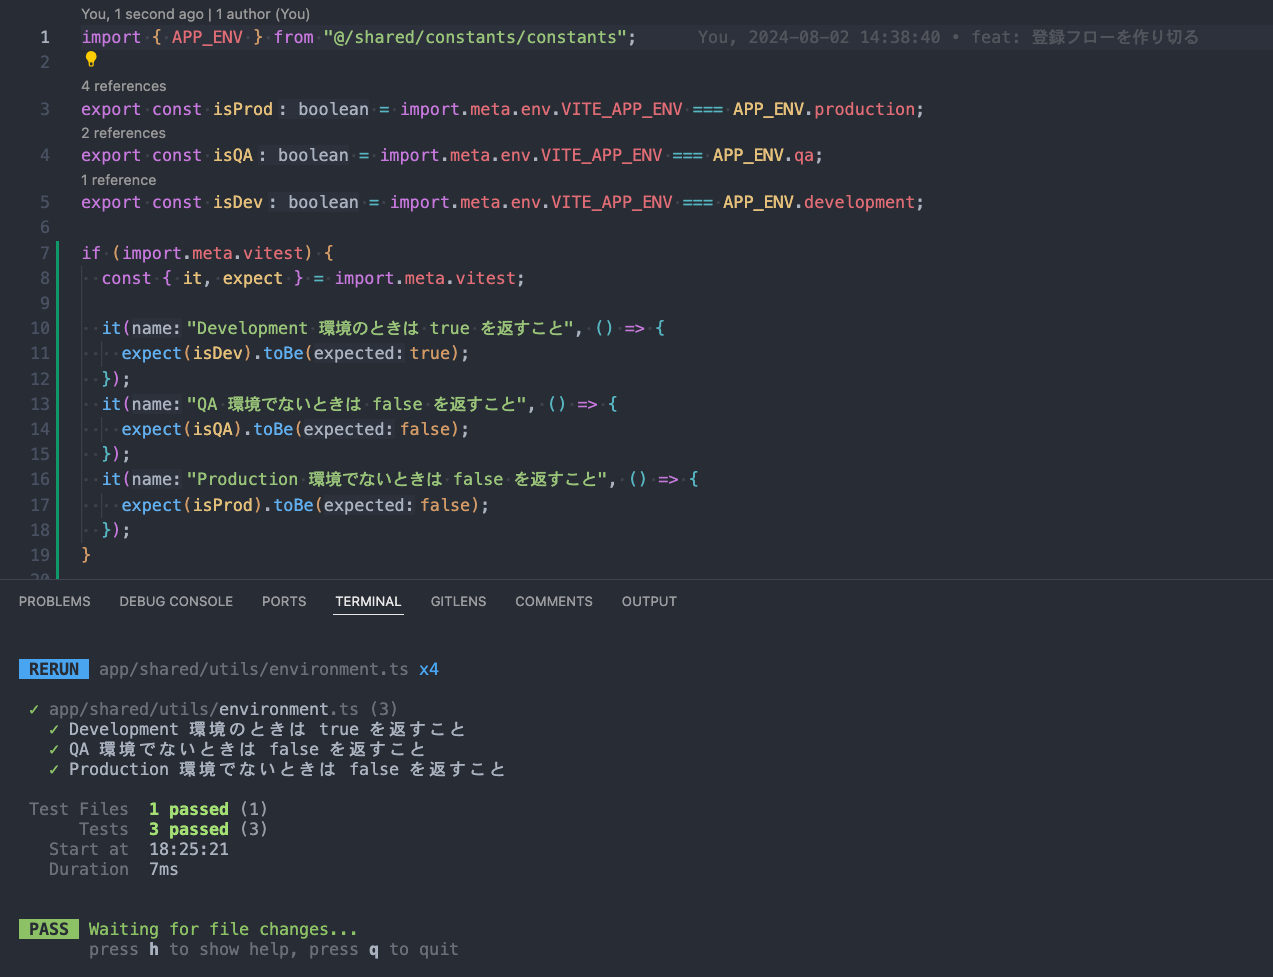 You, 1 second ago | 1 author (You)
1 import { APP_ENV } from "@/shared/constants/constants"; You, 2024-08-02 14:38:40 • feat: 登録フローを作り切る
2
4 references
3 export const isProd: boolean = import.meta.env.VITE_APP_ENV === APP_ENV.production;
2 references
4 export const isQA: boolean = import.meta.env.VITE_APP_ENV === APP_ENV.qa;
1 reference
5 export const isDev: boolean = import.meta.env.VITE_APP_ENV === APP_ENV.development;
6
7 if (import.meta.vitest) {
8 const { it, expect } = import.meta.vitest;
9
10 it(name: "Development 環境のときは true を返すこと", () => {
11 expect(isDev).toBe(expected: true);
12 });
13 it(name: "QA 環境でないときは false を返すこと", () => {
14 expect(isQA).toBe(expected: false);
15 });
16 it(name: "Production 環境でないときは false を返すこと", () => {
17 expect(isProd).toBe(expected: false);
18 });
19 }
20
PROBLEMS DEBUG CONSOLE PORTS TERMINAL GITLENS COMMENTS OUTPUT
RERUN app/shared/utils/environment.ts x4
✓ app/shared/utils/environment.ts (3)
✓ Development 環境のときは true を返すこと
✓ QA 環境でないときは false を返すこと
✓ Production 環境でないときは false を返すこと
Test Files 1 passed (1)
Tests 3 passed (3)
Start at 18:25:21
Duration 7ms
PASS Waiting for file changes...
press h to show help, press q to quit